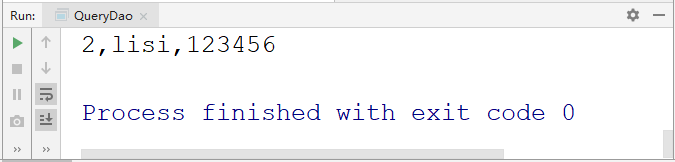 Run: QueryDao
2,lisi,123456
Process finished with exit code 0